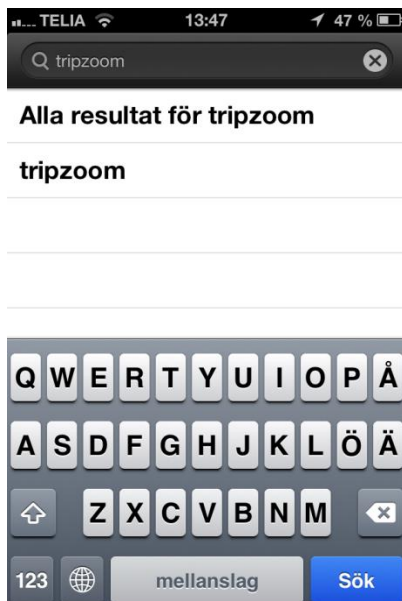 TELIA 13:47 47 %
tripzoom
Alla resultat för tripzoom
tripzoom
Q W E R T Y U I O P Å
A S D F G H J K L Ö Ä
Z X C V B N M
123 mellanslag Sök